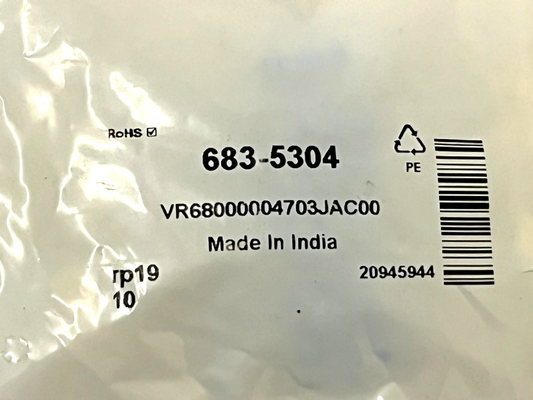 RoHS ☑
683-5304
PE
VR68000004703JAC00
Made In India
rp19
20945944
10